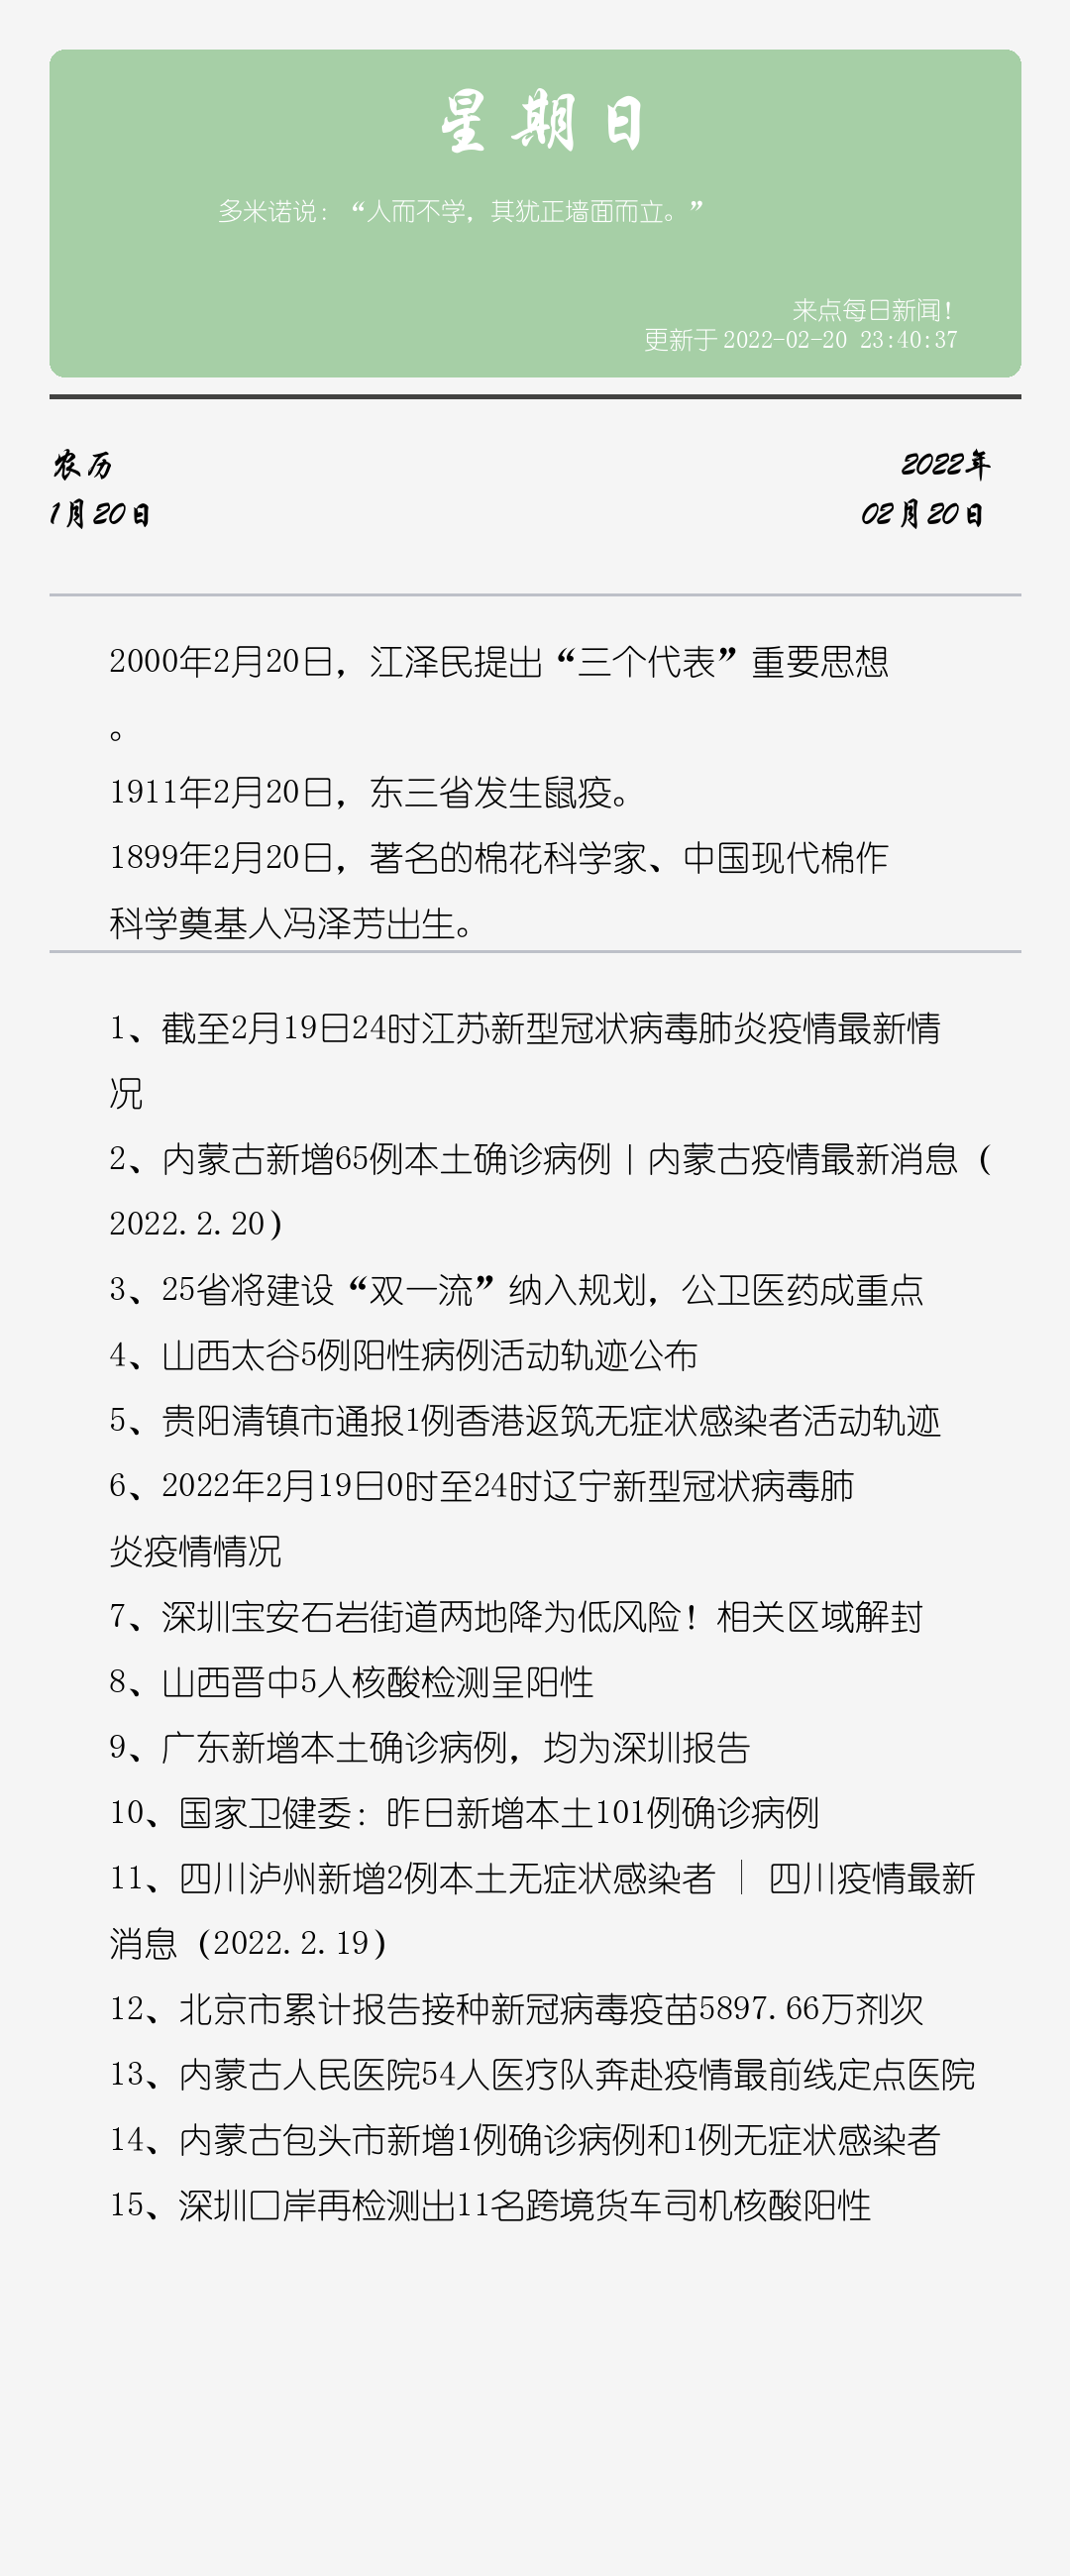 星期日
多米诺说：“人而不学，其犹正墙面而立。”
来点每日新闻！
更新于 2022-02-20 23:40:37
农历
2022年
1月20日
02月20日
2000年2月20日，江泽民提出“三个代表”重要思想
。
1911年2月20日，东三省发生鼠疫。
1899年2月20日，著名的棉花科学家、中国现代棉作
科学奠基人冯泽芳出生。
1、截至2月19日24时江苏新型冠状病毒肺炎疫情最新情
况
2、内蒙古新增65例本土确诊病例丨内蒙古疫情最新消息（
2022.2.20）
3、25省将建设“双一流”纳入规划，公卫医药成重点
4、山西太谷5例阳性病例活动轨迹公布
5、贵阳清镇市通报1例香港返筑无症状感染者活动轨迹
6、2022年2月19日0时至24时辽宁新型冠状病毒肺
炎疫情情况
7、深圳宝安石岩街道两地降为低风险！相关区域解封
8、山西晋中5人核酸检测呈阳性
9、广东新增本土确诊病例，均为深圳报告
10、国家卫健委：昨日新增本土101例确诊病例
11、四川泸州新增2例本土无症状感染者 │ 四川疫情最新
消息（2022.2.19）
12、北京市累计报告接种新冠病毒疫苗5897.66万剂次
13、内蒙古人民医院54人医疗队奔赴疫情最前线定点医院
14、内蒙古包头市新增1例确诊病例和1例无症状感染者
15、深圳口岸再检测出11名跨境货车司机核酸阳性